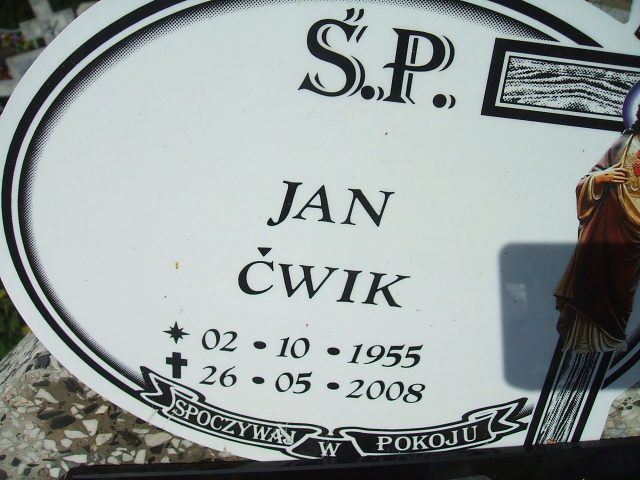 Ś.P.
JAN
ĆWIK
02 • 10 • 1955
26 • 05 • 2008
SPOCZYWAJ W POKOJU